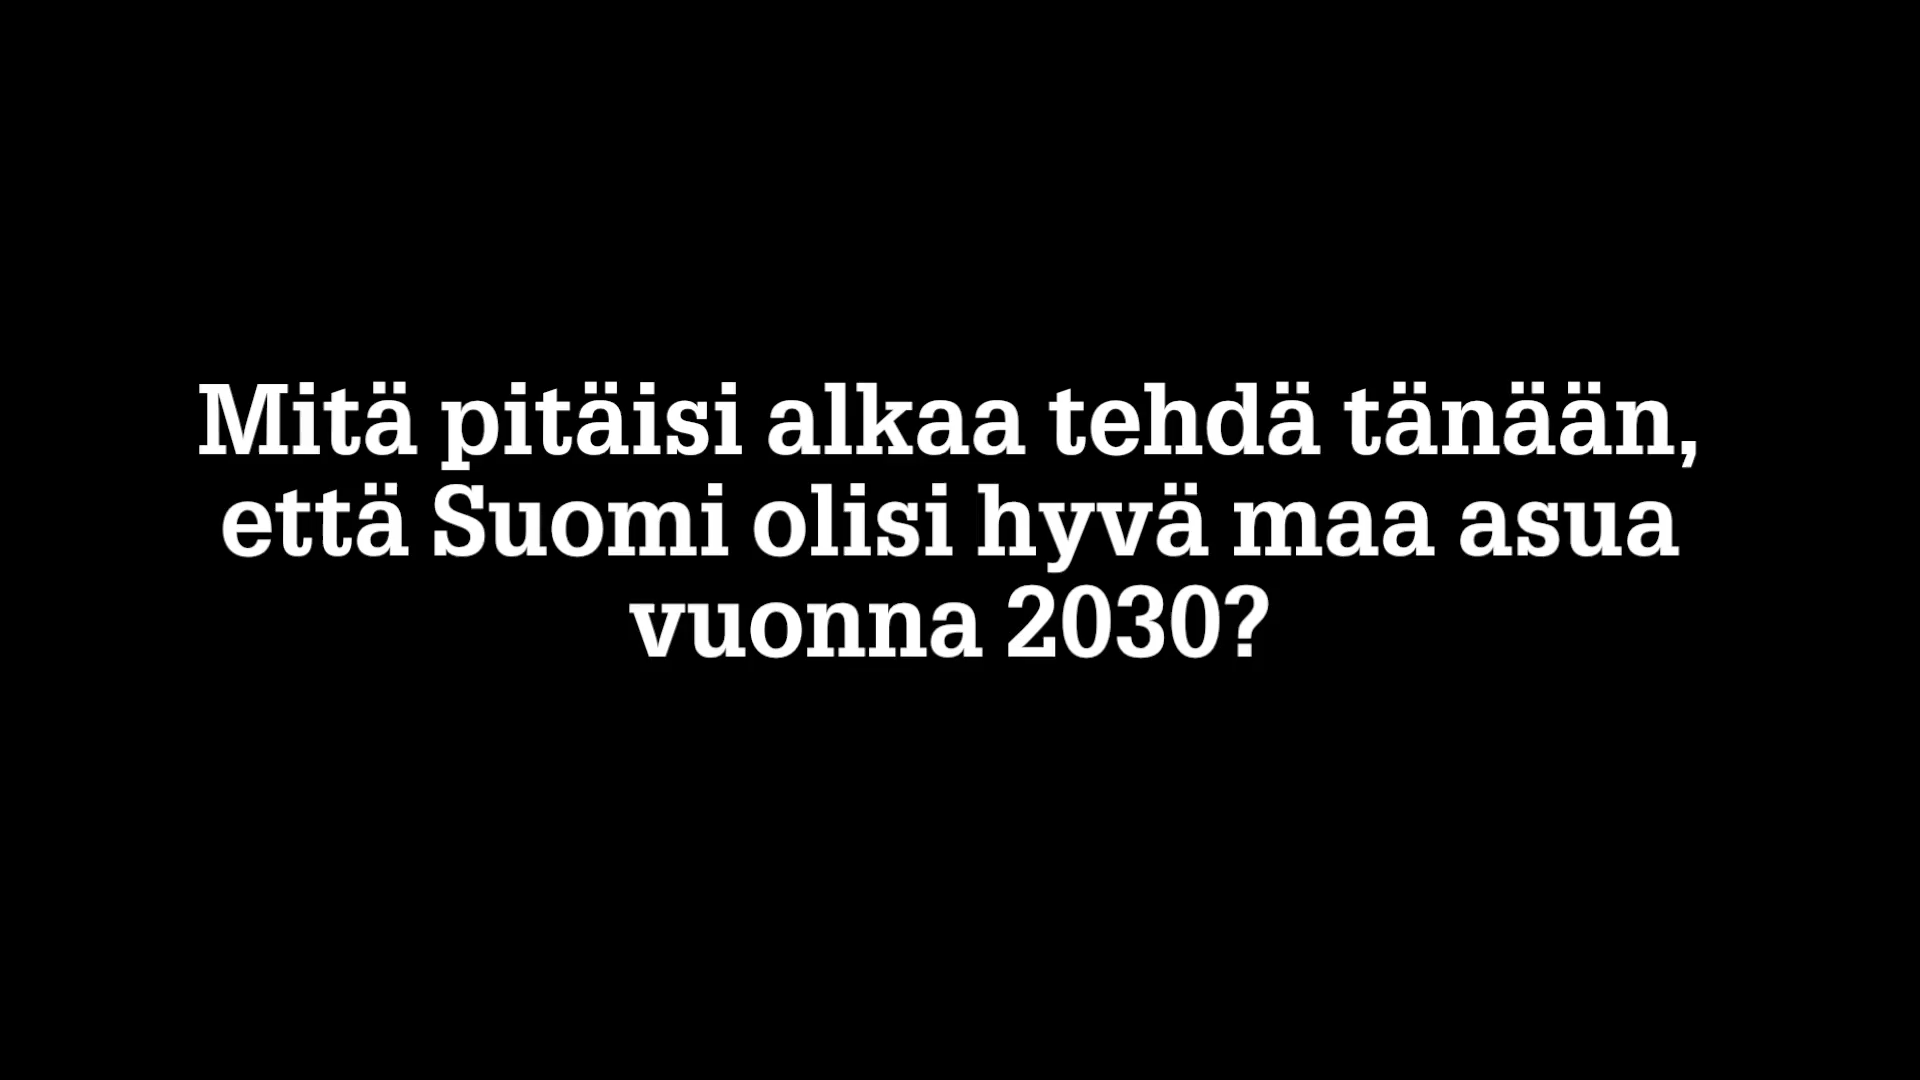 Mitä pitäisi alkaa tehdä tänään,
että Suomi olisi hyvä maa asua
vuonna 2030?